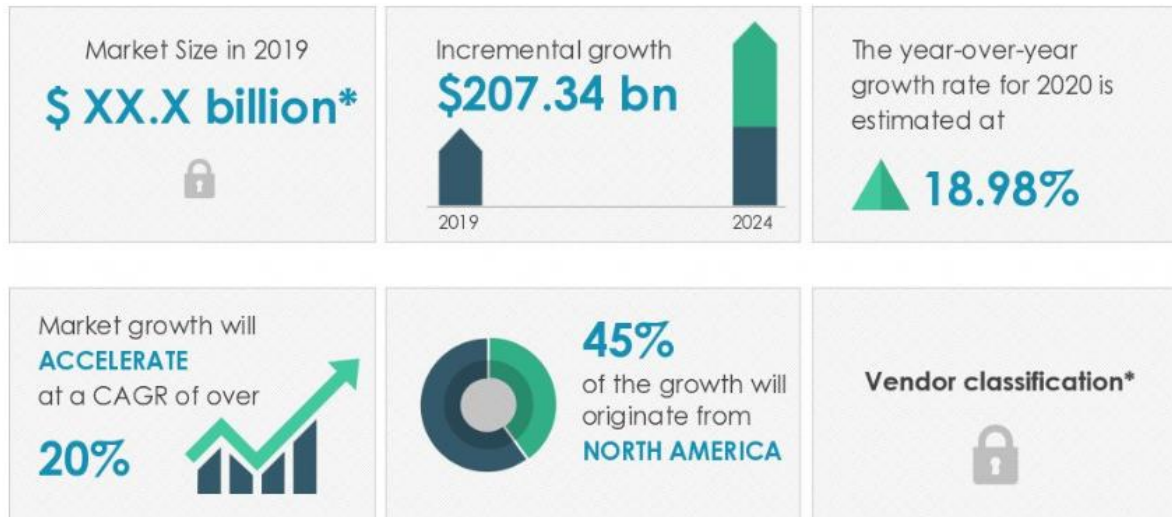 Market Size in 2019
$ XX.X billion*
Incremental growth
$207.34 bn
2019
2024
The year-over-year
growth rate for 2020 is
estimated at
18.98%
Market growth will
ACCELERATE
at a CAGR of over
20%
45%
of the growth will
originate from
NORTH AMERICA
Vendor classification*